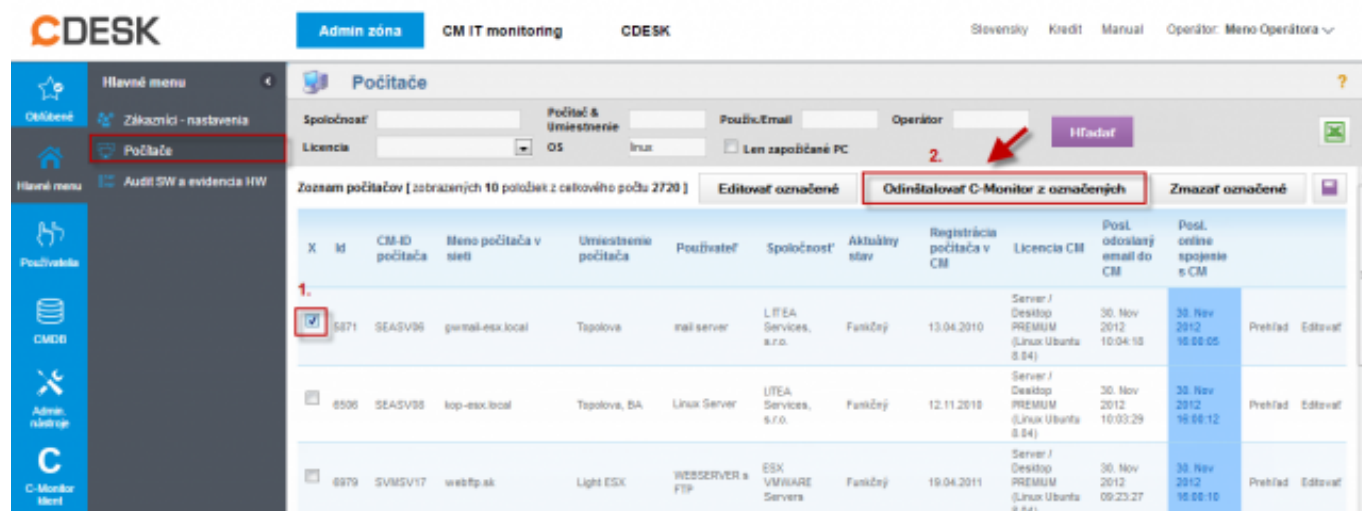 CDESK
Admin zóna CM IT monitoring CDESK
Slovensky Kredit Manual Operátor: Meno Operátora
Obľúbené
Hlavné menu
Používatelia
CMDB
Admin. nástroje
C
C-Monitor klient
Hlavné menu
Zákazníci - nastavenia
Počítače
Audit SW a evidencia HW
Počítače ?
Spoločnosť Počítač & Umiestnenie Použív./Email Operátor Hľadať
Licencia OS linux Len zapožičané PC
2.
Zoznam počítačov [ zobrazených 10 položiek z celkového počtu 2720 ] Editovať označené Odinštalovať C-Monitor z označených Zmazať označené
X Id CM-ID počítača Meno počítača v sieti Umiestnenie počítača Používateľ Spoločnosť Aktuálny stav Registrácia počítača v CM Licencia CM Posl. odoslaný email do CM Posl. online spojenie s CM
1.
5871 SEASV06 gwmail-esx.local Topolova mail server LITEA Services, s.r.o. Funkčný 13.04.2010 Server / Desktop PREMIUM (Linux Ubuntu 8.04) 30. Nov 2012 10:04:18 30. Nov 2012 16:00:05 Prehľad Editovať
6506 SEASV08 kop-esx.local Topolova, BA Linux Server LITEA Services, s.r.o. Funkčný 12.11.2010 Server / Desktop PREMIUM (Linux Ubuntu 8.04) 30. Nov 2012 10:03:29 30. Nov 2012 16:00:12 Prehľad Editovať
6979 SVMSV17 webftp.sk Light ESX WEBSERVER s FTP ESX VMWARE Servers Funkčný 19.04.2011 Server / Desktop PREMIUM (Linux Ubuntu 8.04) 30. Nov 2012 09:23:27 30. Nov 2012 16:00:10 Prehľad Editovať